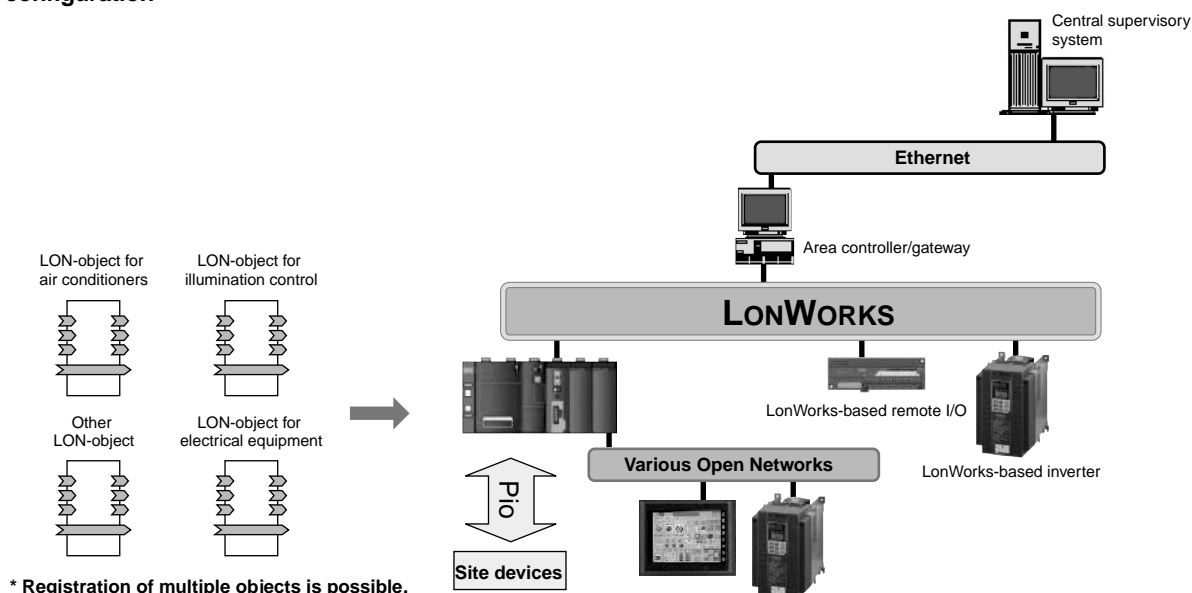 configuration
Central supervisory
system
Ethernet
Area controller/gateway
LON-object for
air conditioners
LON-object for
illumination control
LONWORKS
LonWorks-based remote I/O
Other
LON-object
LON-object for
electrical equipment
Various Open Networks
LonWorks-based inverter
Pio
Site devices
* Registration of multiple objects is possible.